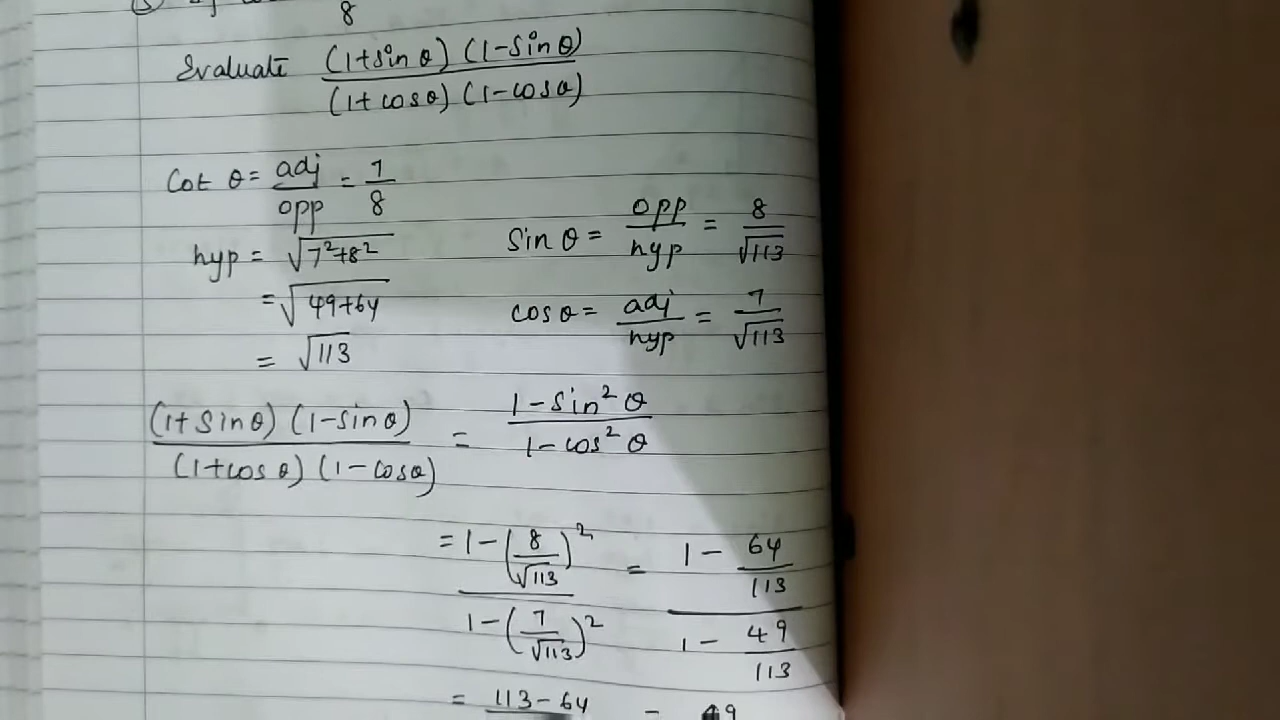 8
Evaluate (1+sin θ) (1-sin θ)
(1+cos θ) (1-cos θ)
Cot θ = adj/opp = 7/8
hyp = √7²+8²
= √49+64
= √113
Sin θ = opp/hyp = 8/√113
cos θ = adj/hyp = 7/√113
(1+Sin θ) (1-sin θ) / (1+cos θ) (1-cos θ) = 1-Sin² θ / 1-cos² θ
= 1-(8/√113)² / 1-(7/√113)² = 1 - 64/113 / 1 - 49/113
= 113-64 = 49